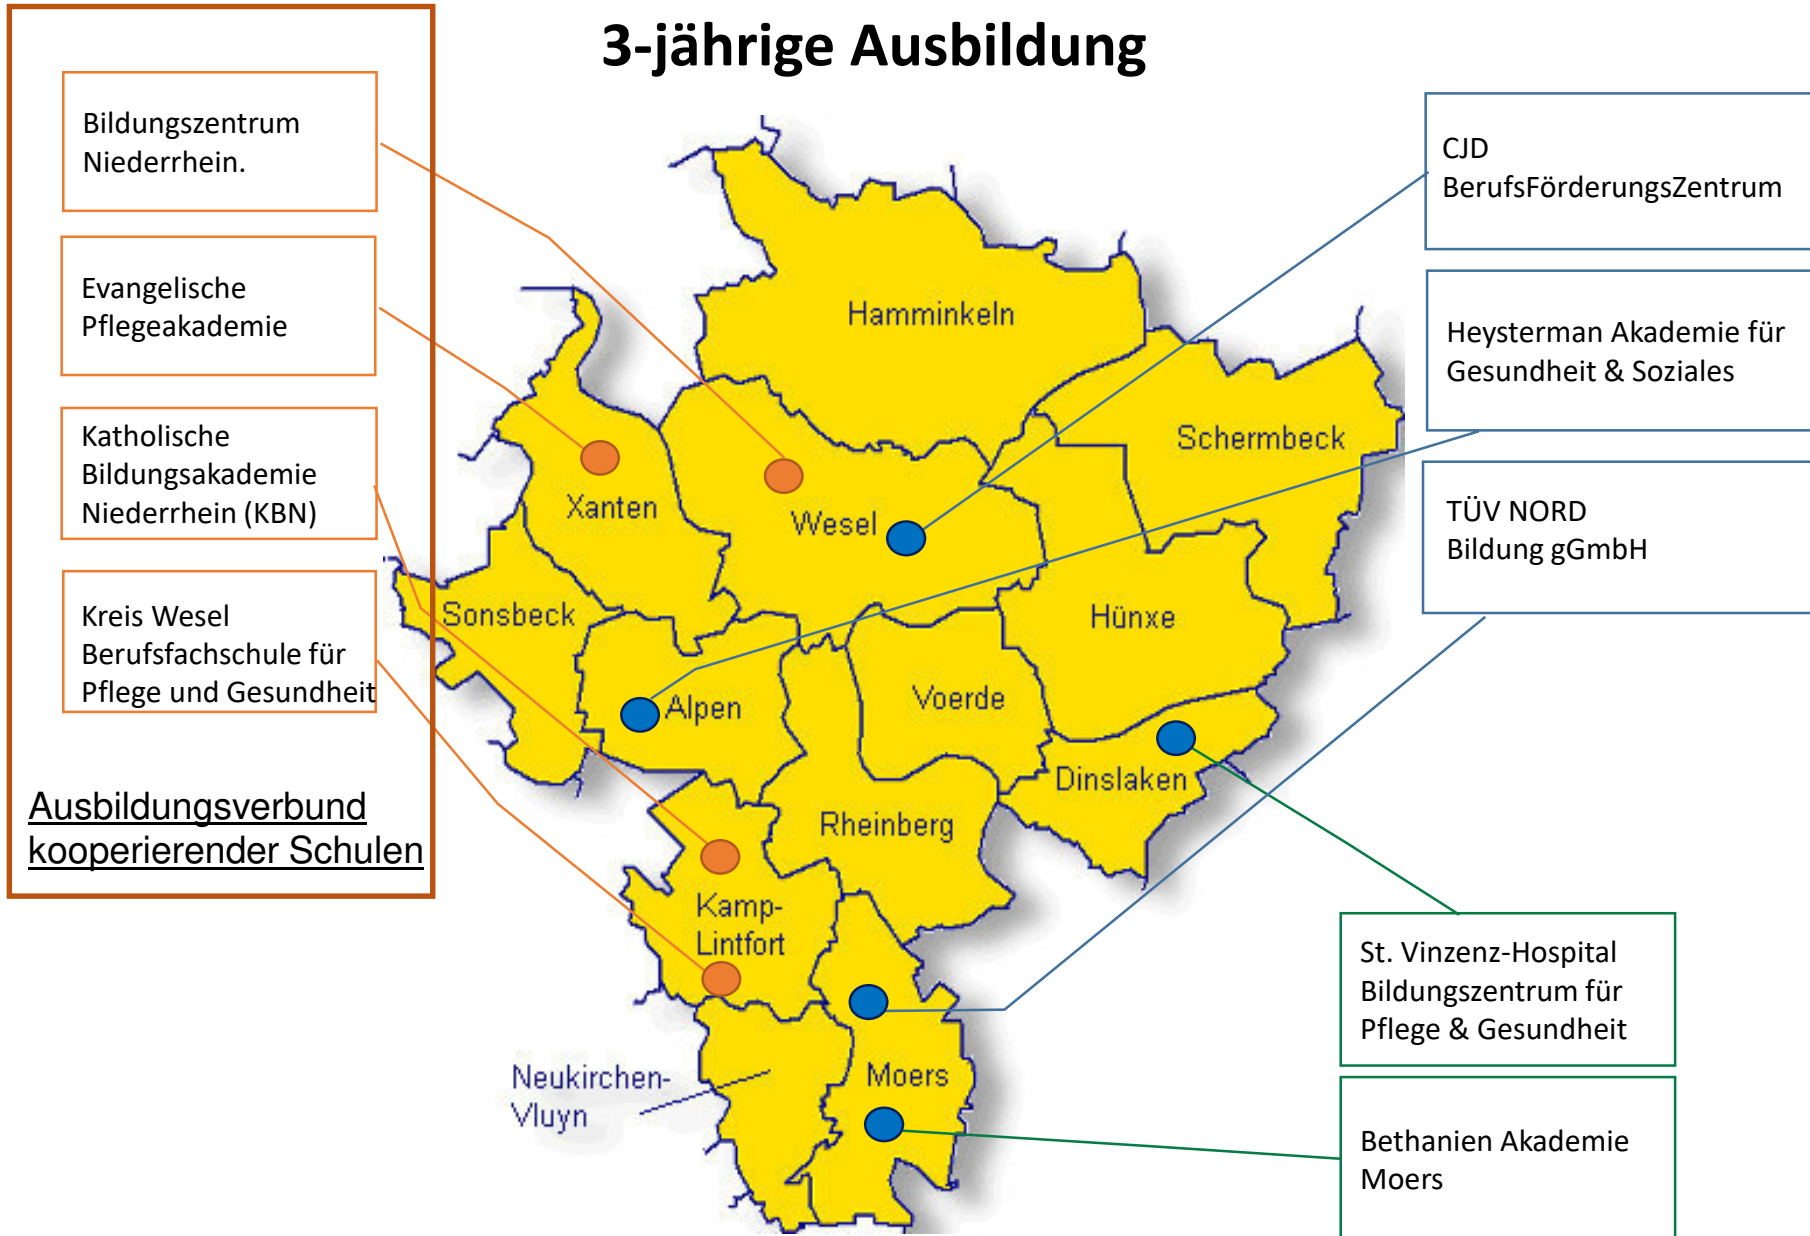 3-jährige Ausbildung
Bildungszentrum
Niederrhein.
Evangelische
Pflegeakademie
Katholische
Bildungsakademie
Niederrhein (KBN)
Kreis Wesel
Berufsfachschule für
Pflege und Gesundheit
Ausbildungsverbund
kooperierender Schulen
Hamminkeln
Schermbeck
Xanten
Wesel
Sonsbeck
Hünxe
Alpen
Voerde
Dinslaken
Rheinberg
Kamp-
Lintfort
Neukirchen-
Vluyn
Moers
CJD
BerufsFörderungsZentrum
Heysterman Akademie für
Gesundheit & Soziales
TÜV NORD
Bildung gGmbH
St. Vinzenz-Hospital
Bildungszentrum für
Pflege & Gesundheit
Bethanien Akademie
Moers